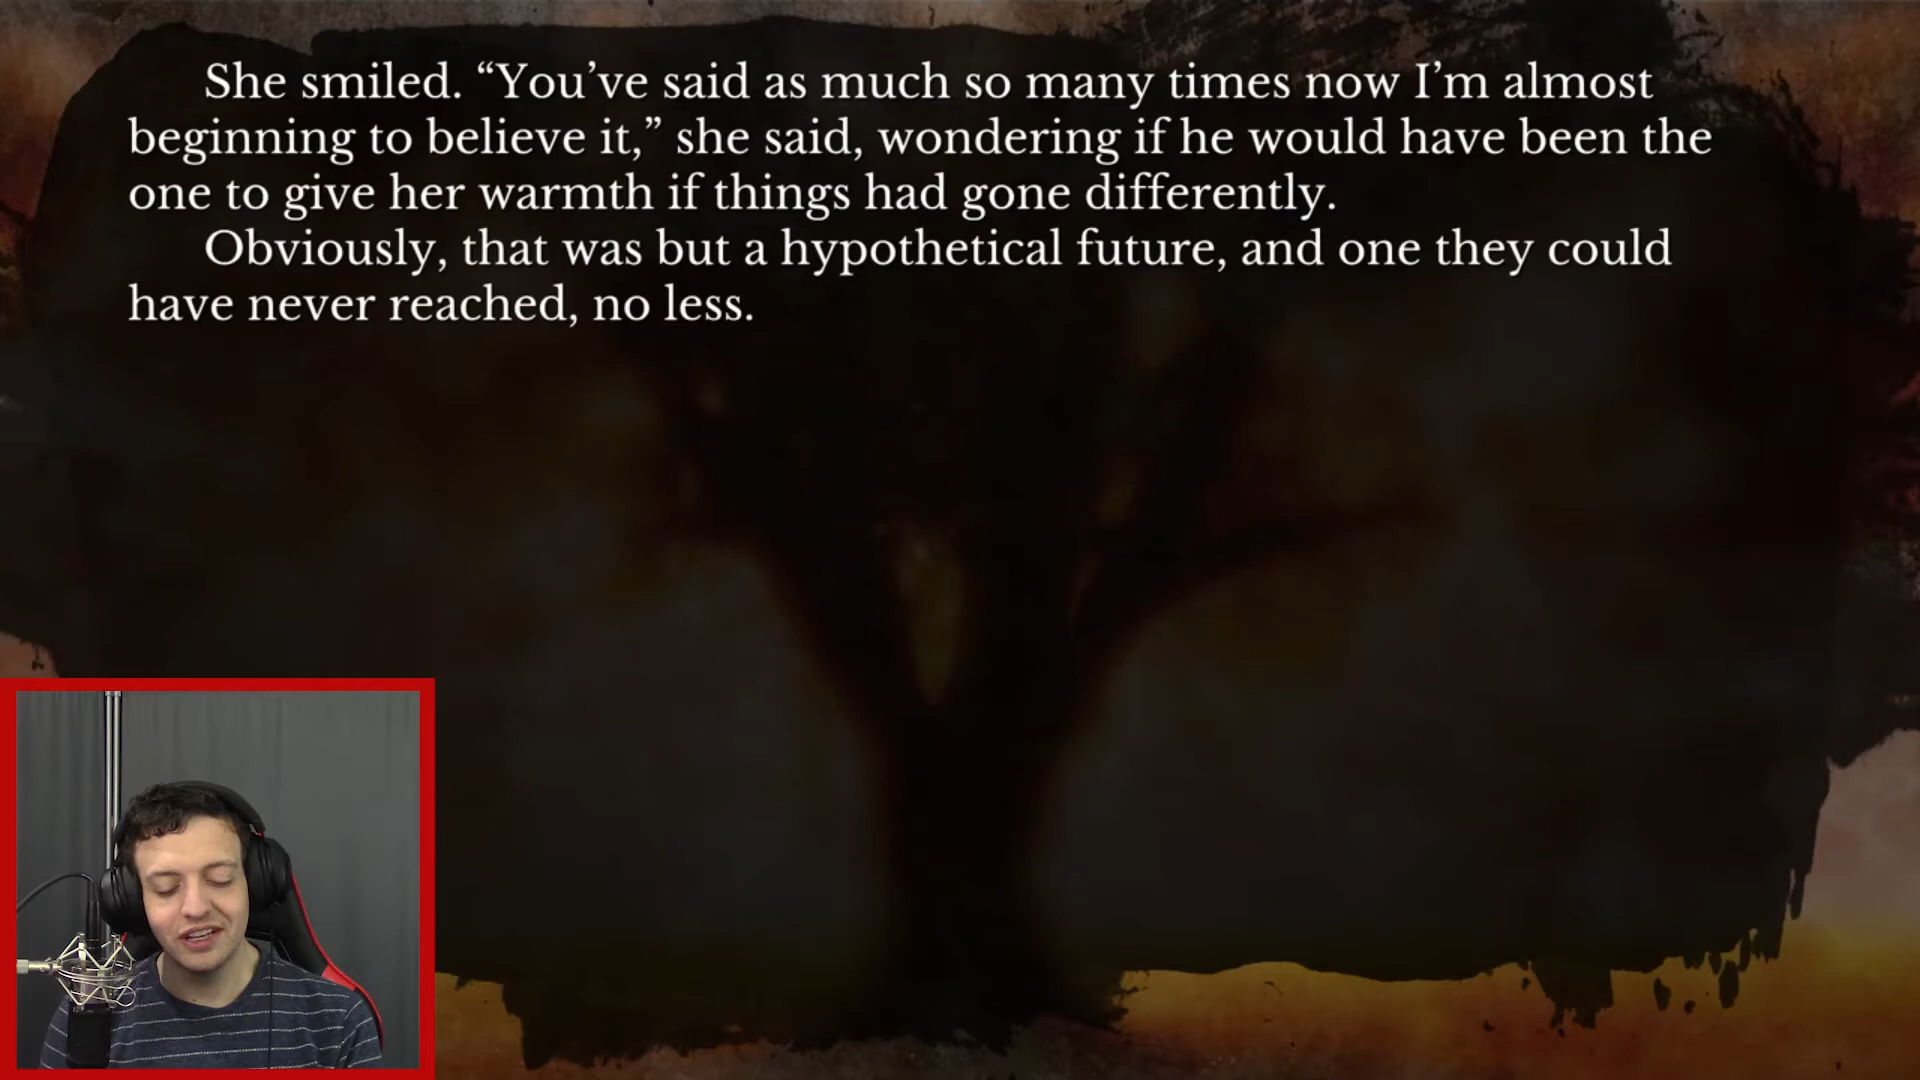 She smiled. “You’ve said as much so many times now I’m almost
beginning to believe it,” she said, wondering if he would have been the
one to give her warmth if things had gone differently.
Obviously, that was but a hypothetical future, and one they could
have never reached, no less.